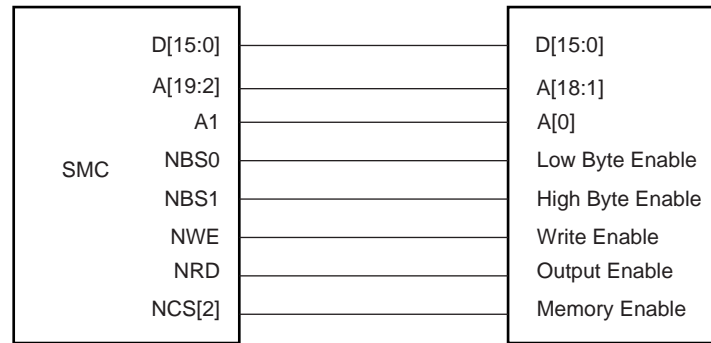 D[15:0] D[15:0]
A[19:2] A[18:1]
A1 A[0]
NBS0 Low Byte Enable
SMC
NBS1 High Byte Enable
NWE Write Enable
NRD Output Enable
NCS[2] Memory Enable